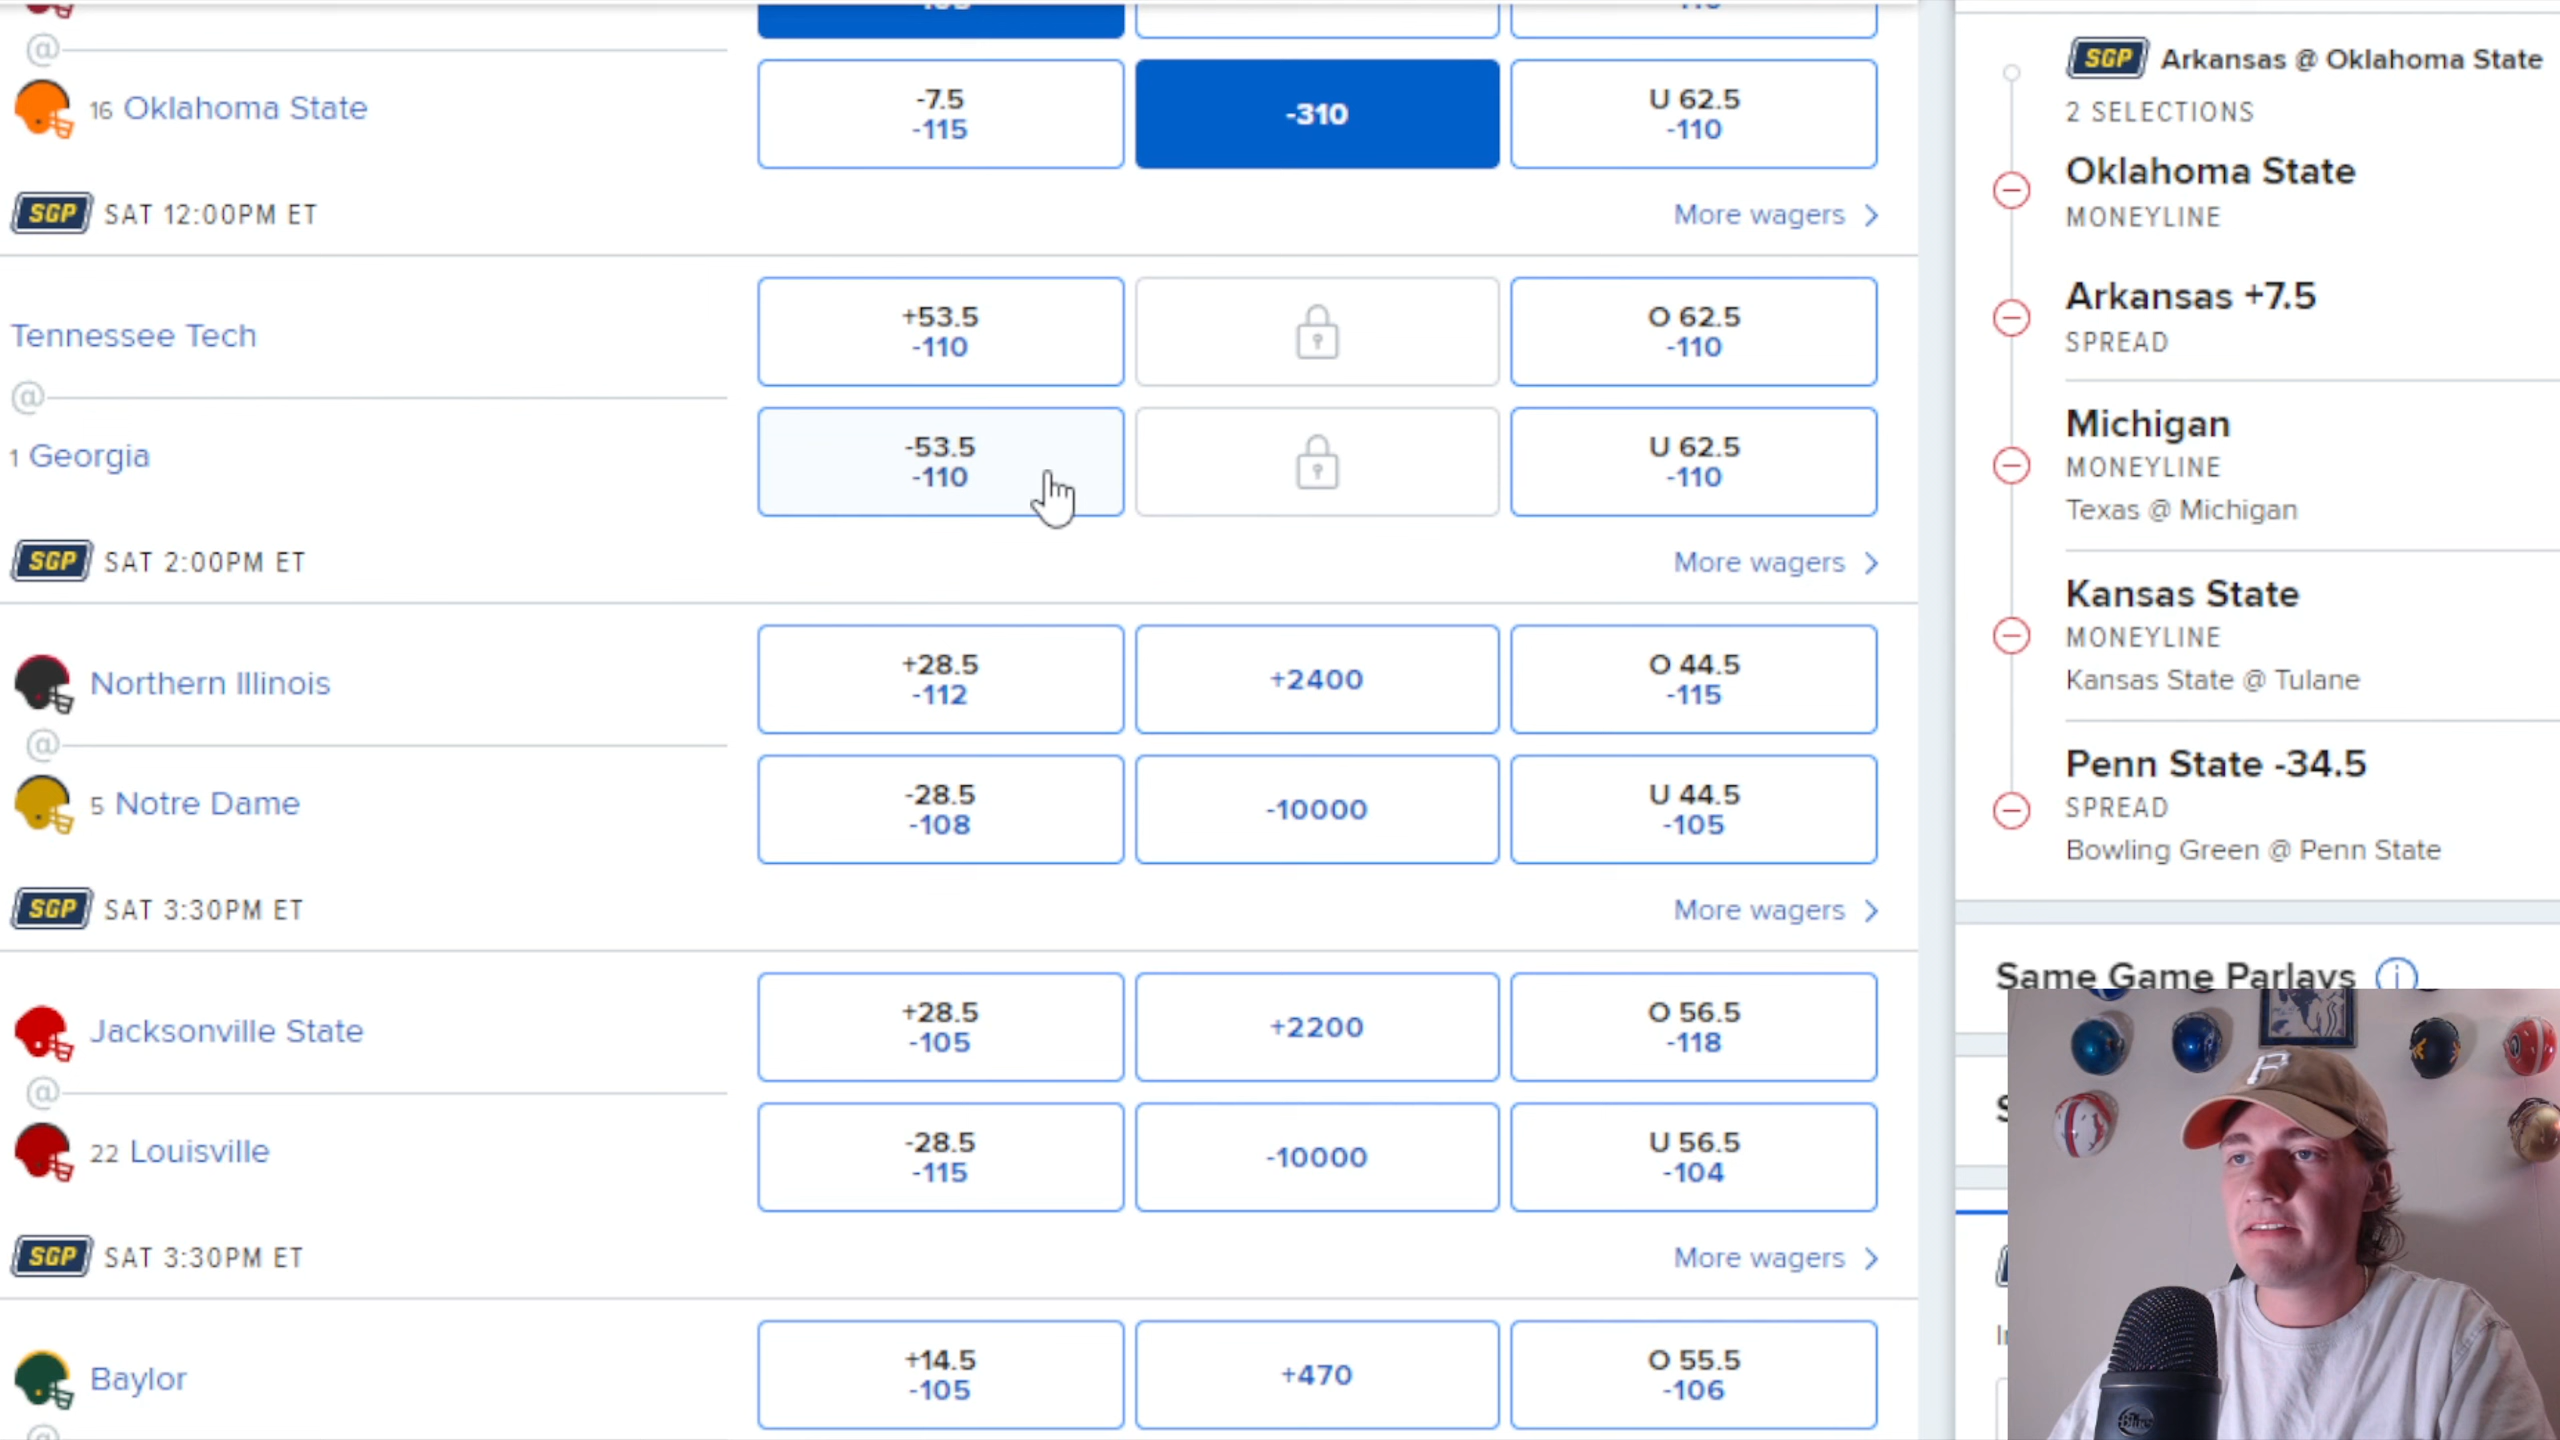 @
16 Oklahoma State
-7.5
-115
-310
U 62.5
-110
SGP SAT 12:00PM ET
More wagers
Tennessee Tech
+53.5
-110
O 62.5
-110
@
1 Georgia
-53.5
-110
U 62.5
-110
SGP SAT 2:00PM ET
More wagers
Northern Illinois
+28.5
-112
+2400
O 44.5
-115
@
5 Notre Dame
-28.5
-108
-10000
U 44.5
-105
SGP SAT 3:30PM ET
More wagers
Jacksonville State
+28.5
-105
+2200
O 56.5
-118
@
22 Louisville
-28.5
-115
-10000
U 56.5
-104
SGP SAT 3:30PM ET
More wagers
Baylor
+14.5
-105
+470
O 55.5
-106
@
SGP Arkansas @ Oklahoma State
2 SELECTIONS
Oklahoma State
MONEYLINE
Arkansas +7.5
SPREAD
Michigan
MONEYLINE
Texas @ Michigan
Kansas State
MONEYLINE
Kansas State @ Tulane
Penn State -34.5
SPREAD
Bowling Green @ Penn State
Same Game Parlays
P
blue